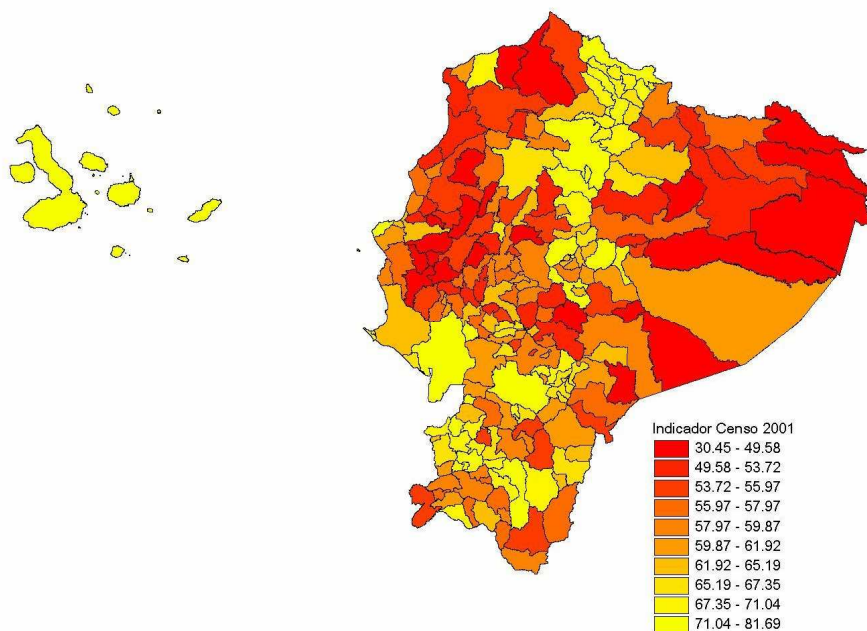 Indicador Censo 2001
30.45 - 49.58
49.58 - 53.72
53.72 - 55.97
55.97 - 57.97
57.97 - 59.87
59.87 - 61.92
61.92 - 65.19
65.19 - 67.35
67.35 - 71.04
71.04 - 81.69